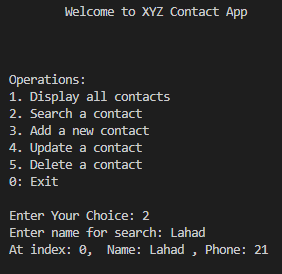 Welcome to XYZ Contact App
Operations:
1. Display all contacts
2. Search a contact
3. Add a new contact
4. Update a contact
5. Delete a contact
0: Exit
Enter Your Choice: 2
Enter name for search: Lahad
At index: 0,  Name: Lahad , Phone: 21